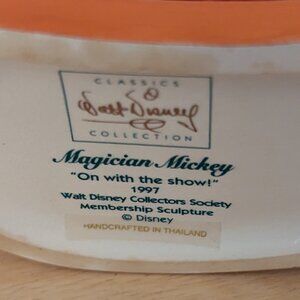 CLASSICS
Walt Disney
COLLECTION
Magician Mickey
"On with the show!"
1997
Walt Disney Collectors Society
Membership Sculpture
© Disney
HANDCRAFTED IN THAILAND